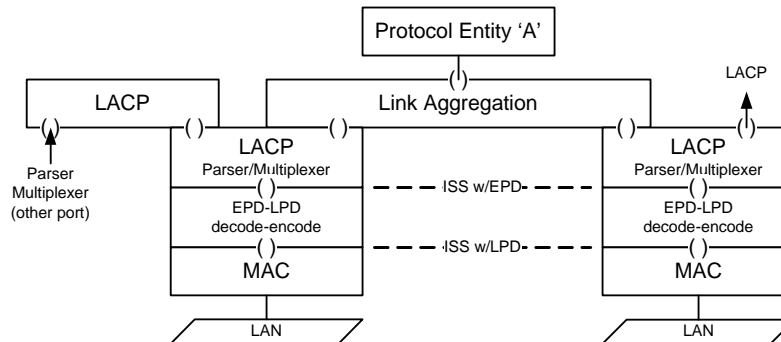 Protocol Entity ‘A’
( )
LACP
LACP
Link Aggregation
( )
( )
( )
( )
( )
LACP
Parser/Multiplexer
LACP
Parser/Multiplexer
Parser
Multiplexer
(other port)
( )
ISS w/EPD
( )
EPD-LPD
decode-encode
EPD-LPD
decode-encode
( )
ISS w/LPD
( )
MAC
MAC
LAN
LAN